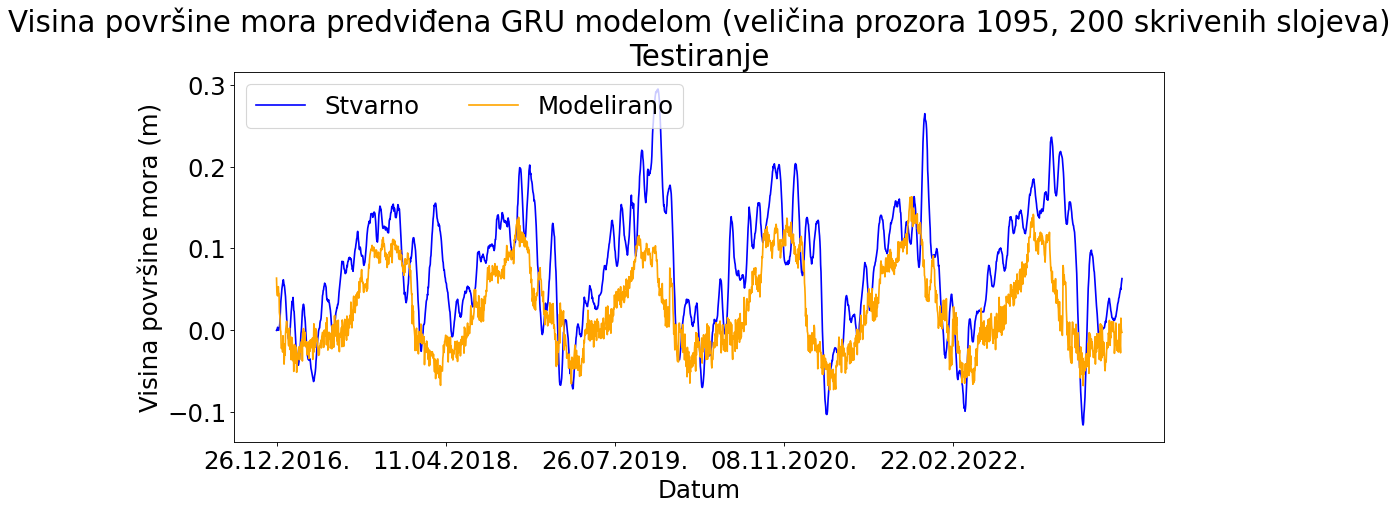 Visina površine mora predviđena GRU modelom (veličina prozora 1095, 200 skrivenih slojeva)
Testiranje
Stvarno Modelirano
Visina površine mora (m)
0.3
0.2
0.1
0.0
−0.1
26.12.2016. 11.04.2018. 26.07.2019. 08.11.2020. 22.02.2022.
Datum